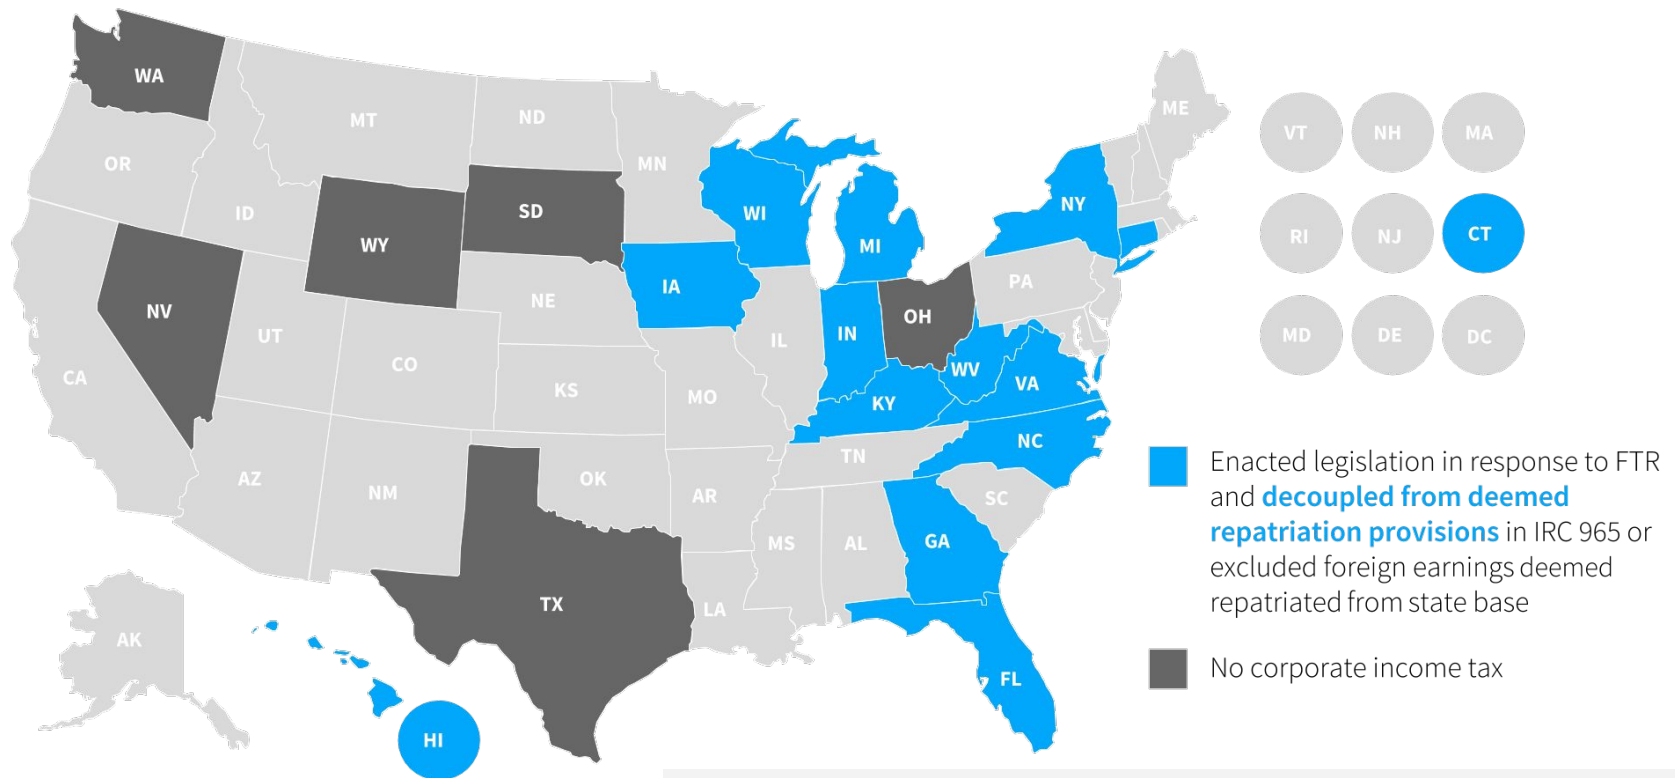 WA
MT
ND
ME
VT
NH
MA
OR
MN
ID
SD
WI
NY
WY
MI
RI
NJ
CT
NV
NE
IA
PA
UT
CO
IL
IN
OH
MD
DE
DC
CA
KS
MO
WV
VA
KY
AZ
NM
OK
AR
TN
NC
SC
MS
AL
GA
TX
LA
AK
FL
HI
Enacted legislation in response to FTR
and decoupled from deemed
repatriation provisions in IRC 965 or
excluded foreign earnings deemed
repatriated from state base
No corporate income tax